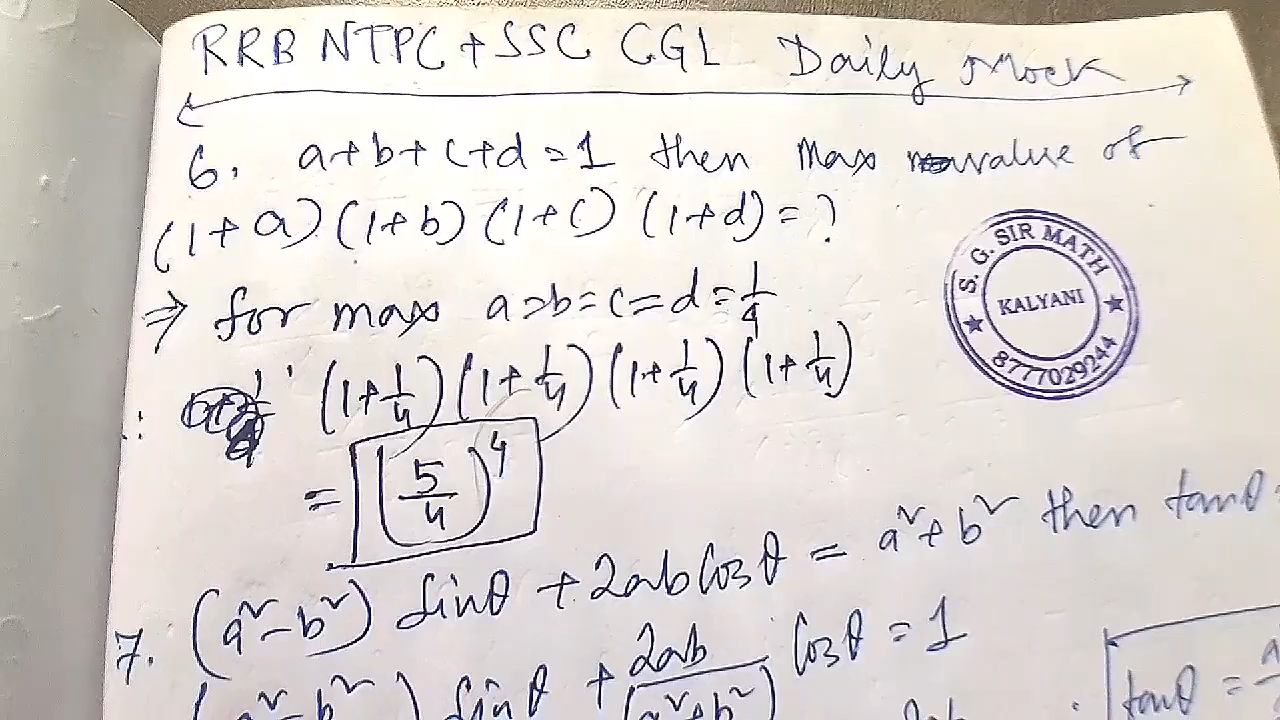 RRB NTPC + SSC CGL Daily Mock
6. a+b+c+d=1 then max value of
(1+a)(1+b)(1+c)(1+d)=?
⇒ for max a=b=c=d=1/4
∴ (1+1/4)(1+1/4)(1+1/4)(1+1/4)
= (5/4)^4
S. G. SIR MATH
KALYANI
8777029244
7. (a²-b²) sinθ + 2ab cosθ = a²+b² then tanθ
(a²-b²) sinθ + 2ab/(a²+b²) cosθ = 1
tanθ =